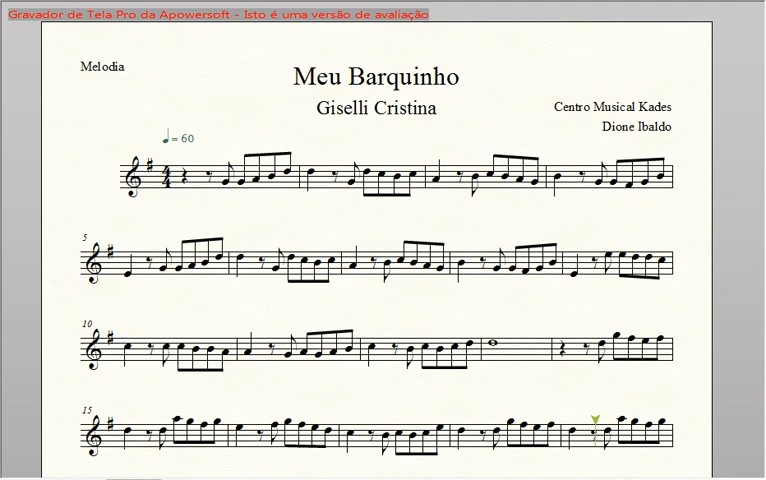 Gravador de Tela Pro da Apowersoft - Isto é uma versão de avaliação
Melodia
Meu Barquinho
Giselli Cristina
Centro Musical Kades
Dione Ibaldo
= 60
4
4
5
10
15